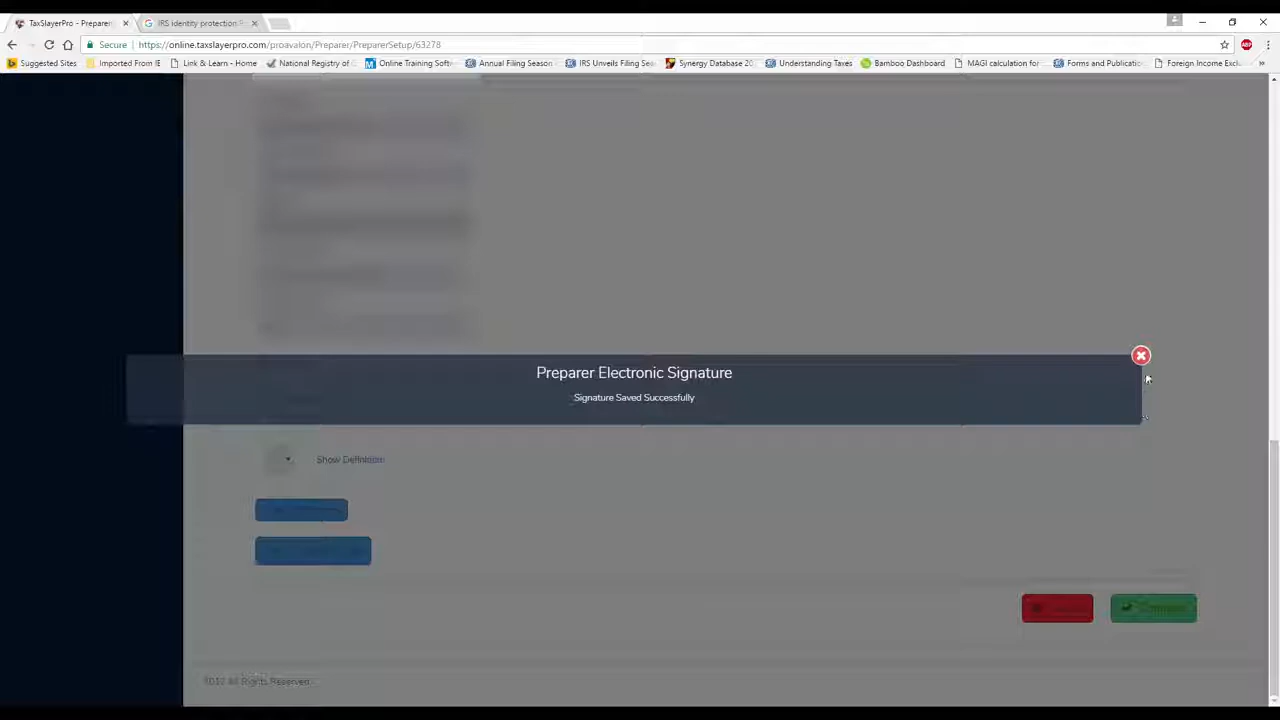 TaxSlayerPro - Preparer
IRS identity protection P
Secure
https://online.taxslayerpro.com/proavalon/Preparer/PreparerSetup/63278
ABP
Suggested Sites
Imported From IE
Link & Learn - Home
National Registry of
Online Training Softw
Annual Filing Season
IRS Unveils Filing Sea
Synergy Database 20
Understanding Taxes
Bamboo Dashboard
MAGI calculation for
Forms and Publicatio
Foreign Income Excl
»
Preparer Electronic Signature
Signature Saved Successfully
Show Definitions
All Rights Reserved